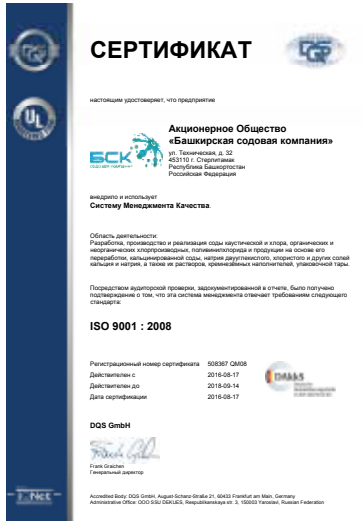 DQS
СЕРТИФИКАТ
UL
настоящим удостоверяет, что предприятие
БСК
Акционерное Общество
«Башкирская содовая компания»
ул. Техническая, д. 32
453110 г. Стерлитамак
Республика Башкортостан
Российская Федерация
внедрило и использует
Систему Менеджмента Качества.
Область деятельности:
Разработка, производство и реализация соды каустической и хлора, органических и
неорганических хлорпроизводных, поливинилхлорида и продукции на основе его
переработки, кальцинированной соды, натрия двууглекислого, хлористого и других солей
кальция и натрия, а также их растворов, кремнезёмных наполнителей, упаковочной тары.
Посредством аудиторской проверки, задокументированной в отчете, было получено
подтверждение о том, что эта система менеджмента отвечает требованиям следующего
стандарта:
ISO 9001 : 2008
Регистрационный номер сертификата 508367 QM08
Действителен с 2016-08-17
Действителен до 2018-09-14
Дата сертификации 2016-08-17
DAkkS
DQS GmbH
Frank Graichen
Генеральный директор
IQNet
Accredited Body: DQS GmbH, August-Schanz-Straße 21, 60433 Frankfurt am Main, Germany
Administrative Office: OOO SSU DEKUES, Respublikanskaya str. 3, 150003 Yaroslavl, Russian Federation